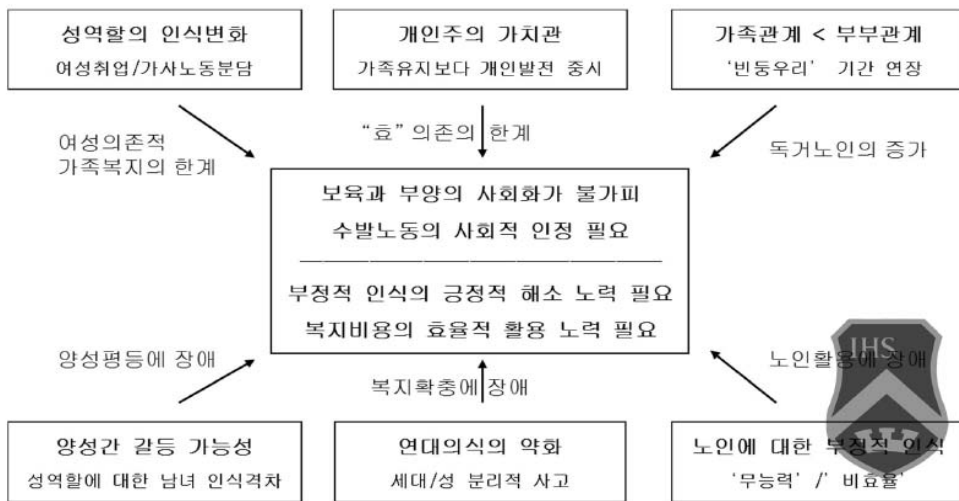 성역할의 인식변화
여성취업/가사노동분담
개인주의 가치관
가족유지보다 개인발전 중시
가족관계 < 부부관계
'빈둥우리' 기간 연장
여성의존적
가족복지의 한계
“효” 의존의 한계
독거노인의 증가
보육과 부양의 사회화가 불가피
수발노동의 사회적 인정 필요
부정적 인식의 긍정적 해소 노력 필요
복지비용의 효율적 활용 노력 필요
양성평등에 장애
복지확충에 장애
노인활용에 장애
IHS
양성간 갈등 가능성
성역할에 대한 남녀 인식격차
연대의식의 약화
세대/성 분리적 사고
노인에 대한 부정적 인식
'무능력' /' 비효율'